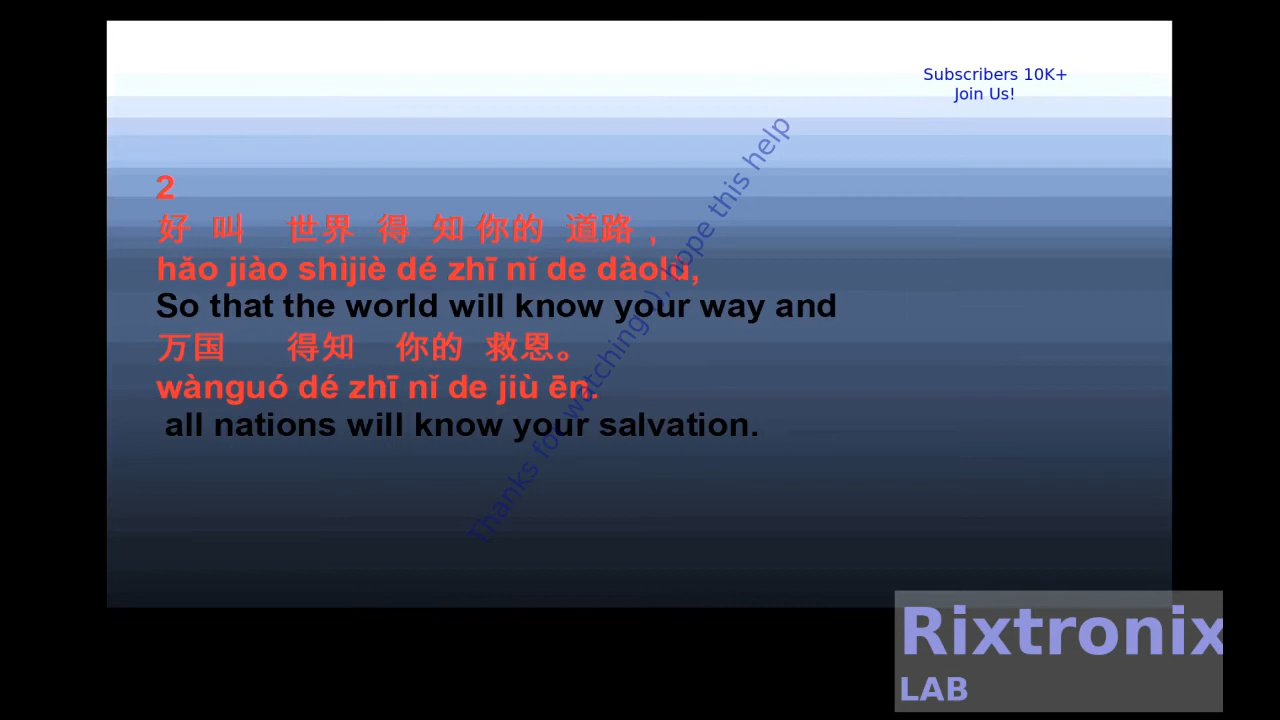 Subscribers 10K+
Join Us!
2
好 叫 世界 得 知 你的 道路，
hǎo jiào shìjiè dé zhī nǐ de dàolù,
So that the world will know your way and
万国 得知 你的 救恩。
wànguó dé zhī nǐ de jiù ēn.
all nations will know your salvation.
Thanks for watching :), hope this help
Rixtronix
LAB